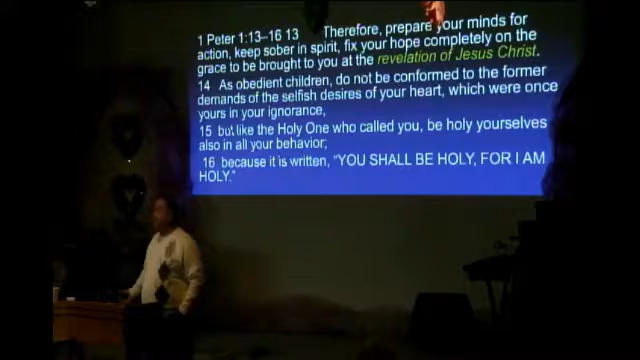 1 Peter 1:13–16 13 Therefore, prepare your minds for
action, keep sober in spirit, fix your hope completely on the
grace to be brought to you at the revelation of Jesus Christ.
14 As obedient children, do not be conformed to the former
demands of the selfish desires of your heart, which were once
yours in your ignorance,
15 but like the Holy One who called you, be holy yourselves
also in all your behavior;
16 because it is written, “YOU SHALL BE HOLY, FOR I AM
HOLY.”